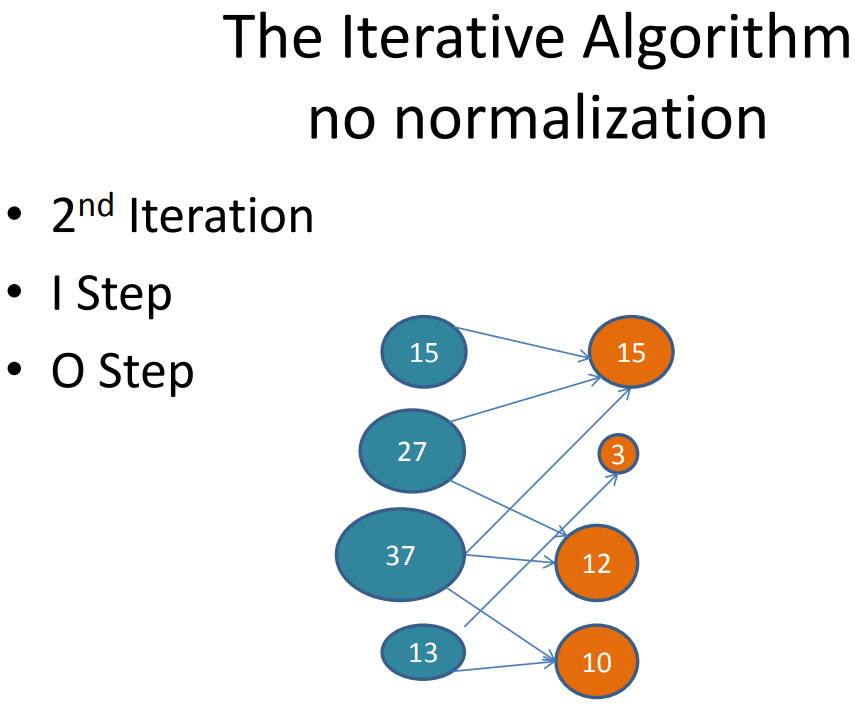 The Iterative Algorithm
no normalization
• 2nd Iteration
• I Step
• O Step
15 15
27
3
37
12
13
10